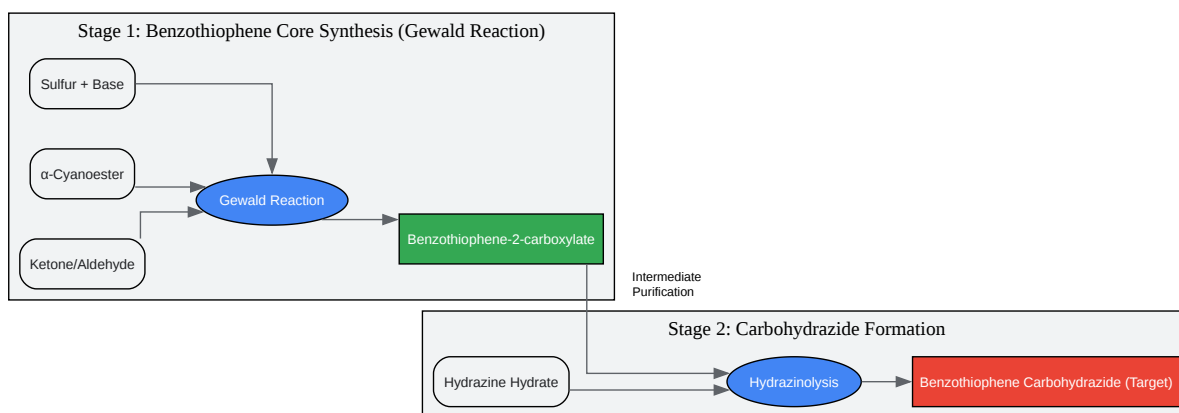 Stage 1: Benzothiophene Core Synthesis (Gewald Reaction)
Sulfur + Base
α-Cyanoester
Gewald Reaction
Ketone/Aldehyde
Benzothiophene-2-carboxylate
Intermediate
Purification
Stage 2: Carbohydrazide Formation
Hydrazine Hydrate
Hydrazinolysis
Benzothiophene Carbohydrazide (Target)